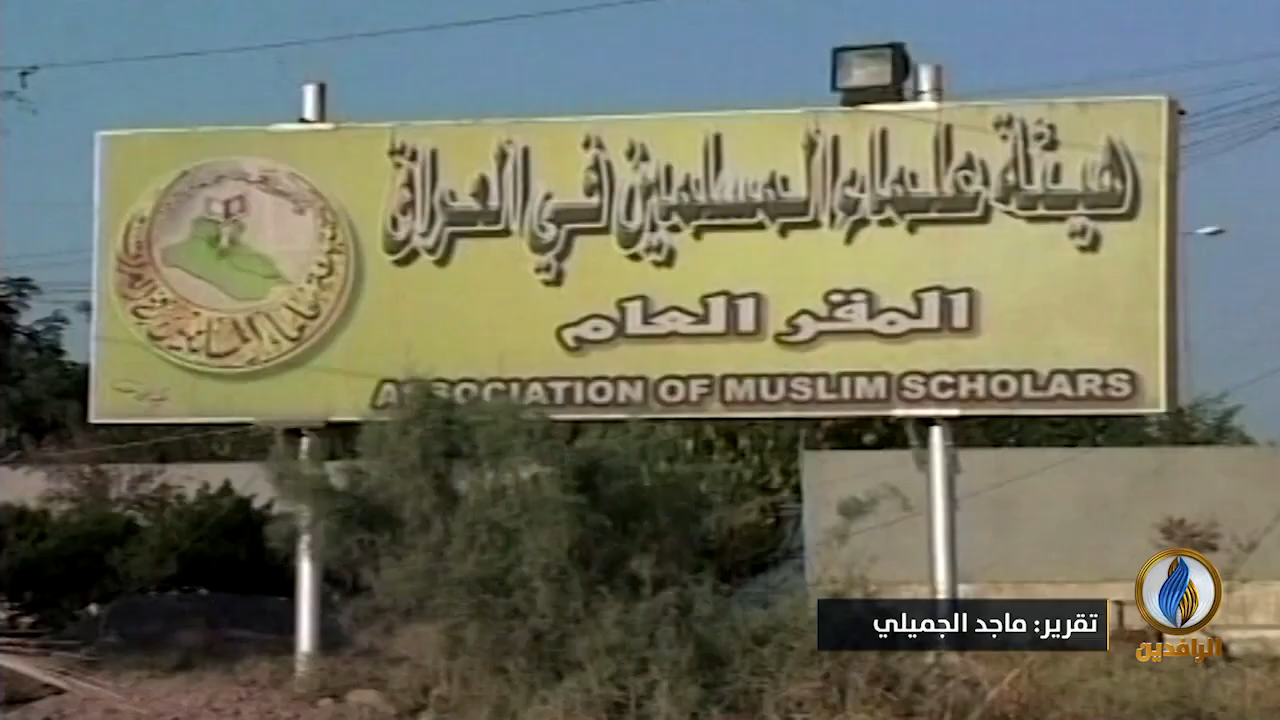 هيئة علماء المسلمين في العراق
المقر العام
ASSOCIATION OF MUSLIM SCHOLARS
تقرير: ماجد الجميلي
الرافدين